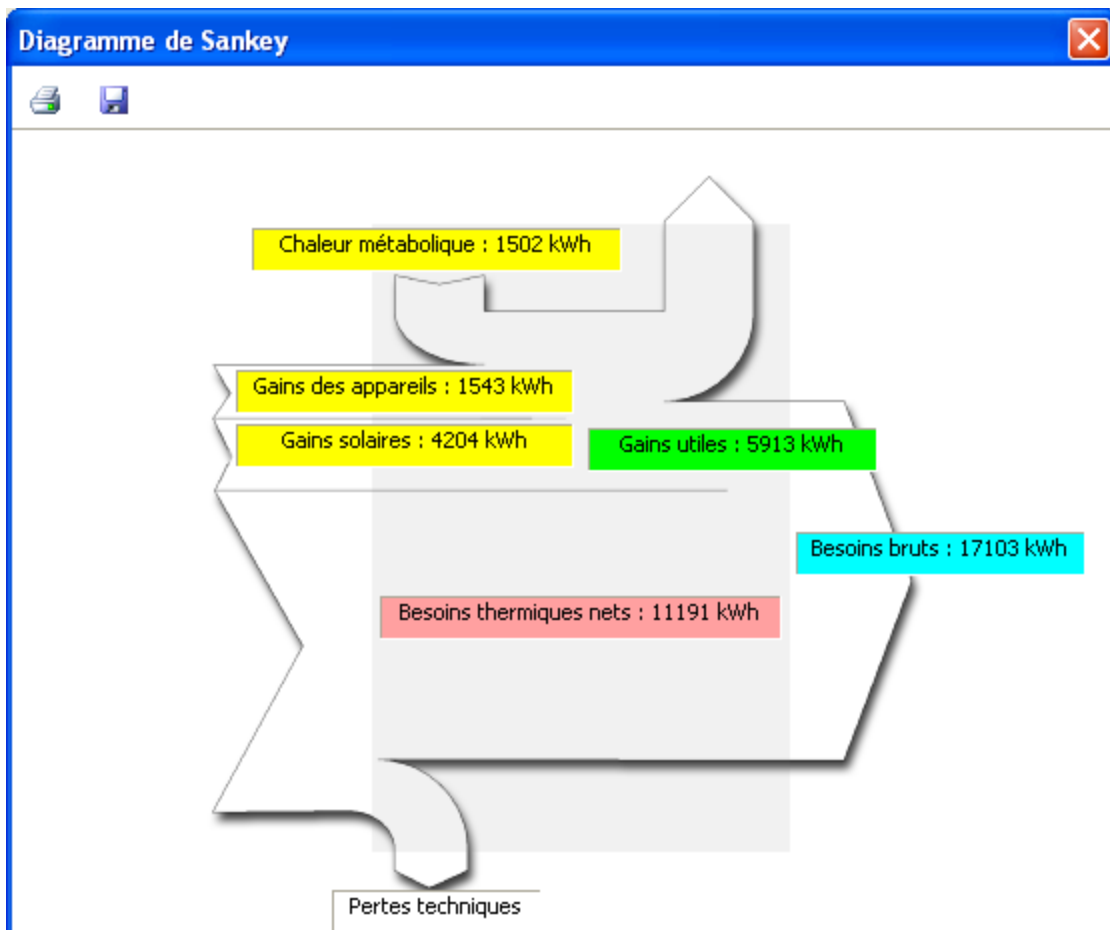 Diagramme de Sankey
Chaleur métabolique : 1502 kWh
Gains des appareils : 1543 kWh
Gains solaires : 4204 kWh
Gains utiles : 5913 kWh
Besoins bruts : 17103 kWh
Besoins thermiques nets : 11191 kWh
Pertes techniques